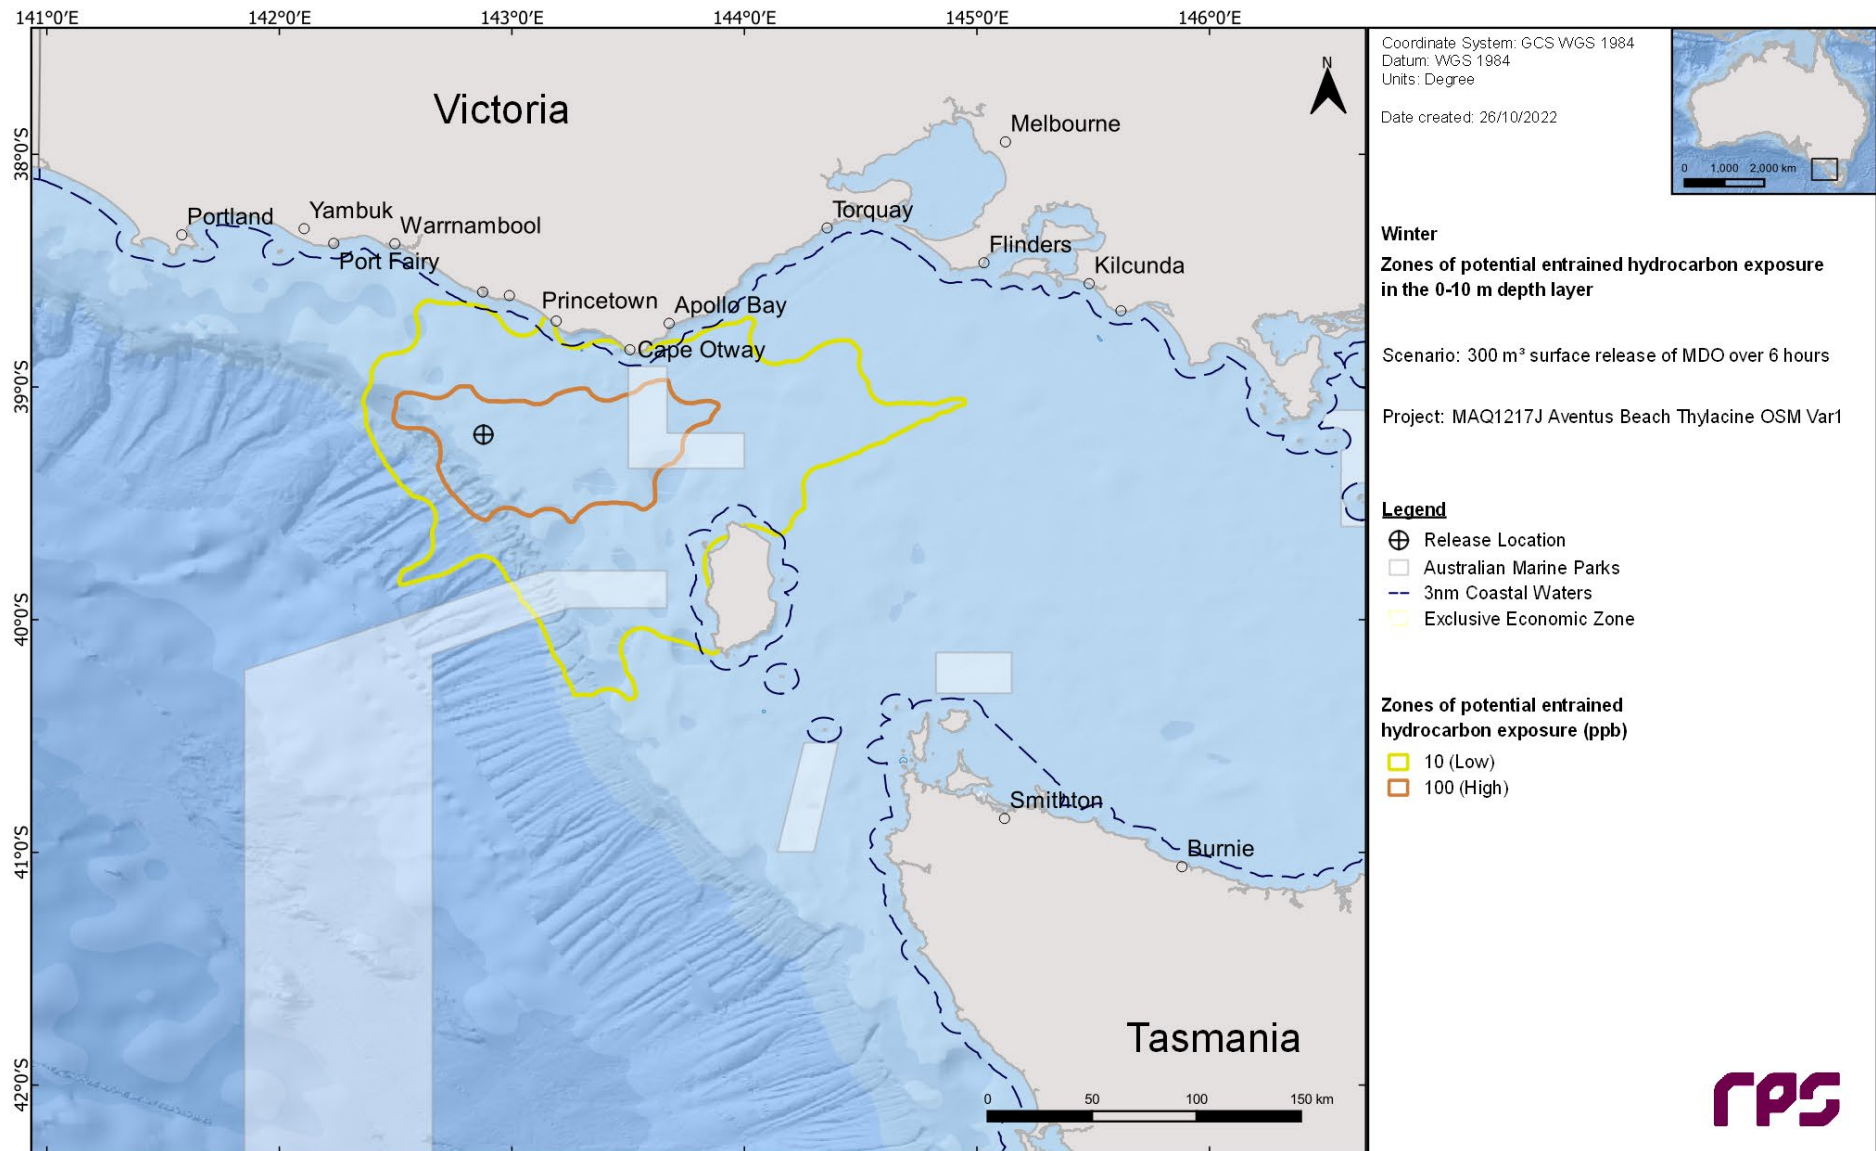 141°0'E 142°0'E 143°0'E 144°0'E 145°0'E 146°0'E
38°0'S
39°0'S
40°0'S
41°0'S
42°0'S
N
Victoria
Melbourne
Portland
Yambuk
Warrnambool
Port Fairy
Torquay
Flinders
Kilcunda
Princetown
Apollo Bay
Cape Otway
Smithton
Burnie
Tasmania
0 50 100 150 km
Coordinate System: GCS WGS 1984
Datum: WGS 1984
Units: Degree
Date created: 26/10/2022
0 1,000 2,000 km
Winter
Zones of potential entrained hydrocarbon exposure
in the 0-10 m depth layer
Scenario: 300 m³ surface release of MDO over 6 hours
Project: MAQ1217J Aventus Beach Thylacine OSM Var1
Legend
Release Location
Australian Marine Parks
3nm Coastal Waters
Exclusive Economic Zone
Zones of potential entrained
hydrocarbon exposure (ppb)
10 (Low)
100 (High)
rps